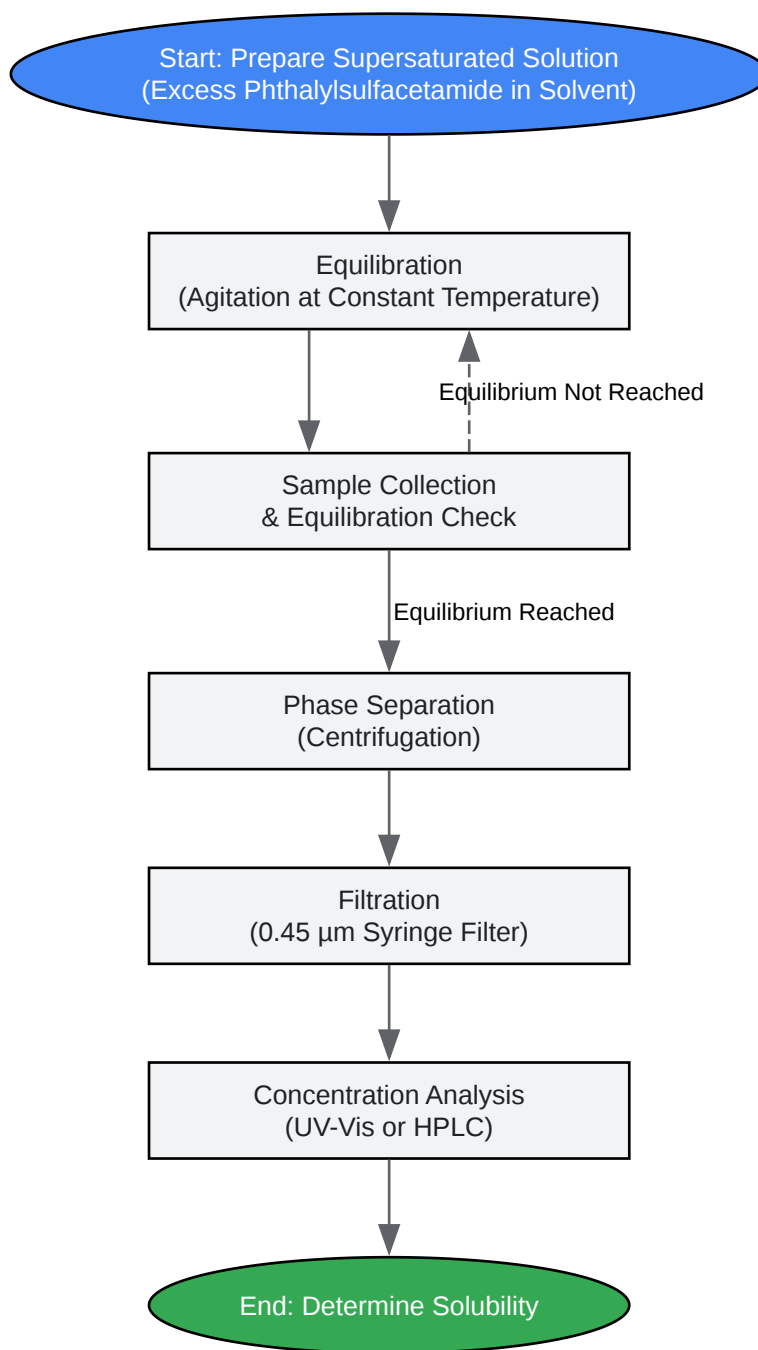 Start: Prepare Supersaturated Solution
(Excess Phthalylsulfacetamide in Solvent)
Equilibration
(Agitation at Constant Temperature)
Equilibrium Not Reached
Sample Collection
& Equilibration Check
Equilibrium Reached
Phase Separation
(Centrifugation)
Filtration
(0.45 µm Syringe Filter)
Concentration Analysis
(UV-Vis or HPLC)
End: Determine Solubility